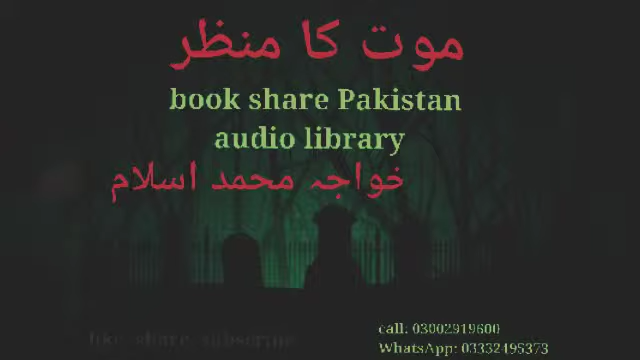 موت کا منظر
book share Pakistan
audio library
خواجہ محمد اسلام
like share subscribe
call: 03002919600
WhatsApp: 03332495373